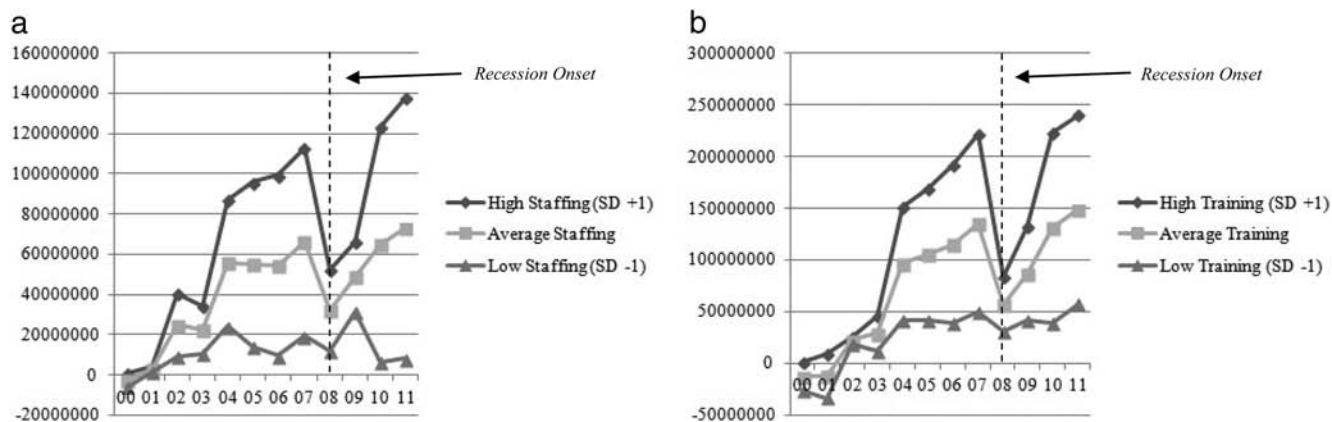 a
160000000
140000000
120000000
100000000
80000000
60000000
40000000
20000000
0
-20000000
00 01 02 03 04 05 06 07 08 09 10 11
Recession Onset
High Staffing (SD +1)
Average Staffing
Low Staffing (SD -1)
b
300000000
250000000
200000000
150000000
100000000
50000000
0
-50000000
00 01 02 03 04 05 06 07 08 09 10 11
Recession Onset
High Training (SD +1)
Average Training
Low Training (SD -1)